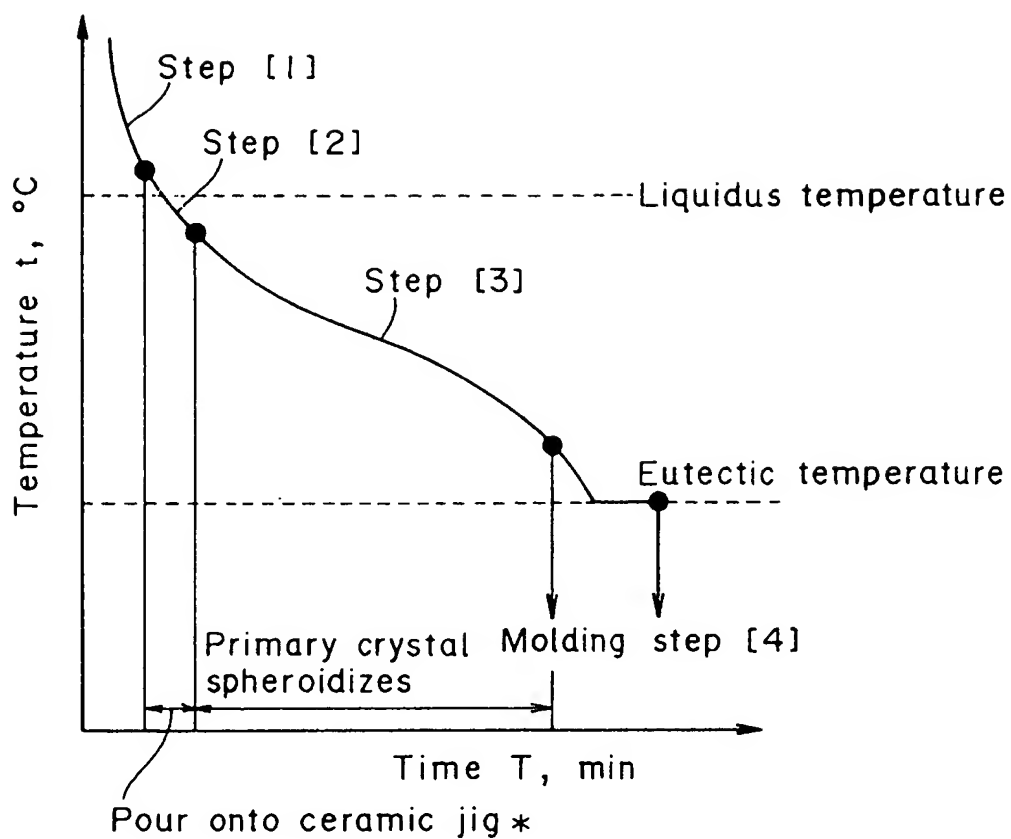 Step [1]
Step [2]
Liquidus temperature
Temperature t, °C
Step [3]
Eutectic temperature
Primary crystal
spheroidizes
Molding step [4]
Time T, min
Pour onto ceramic jig *